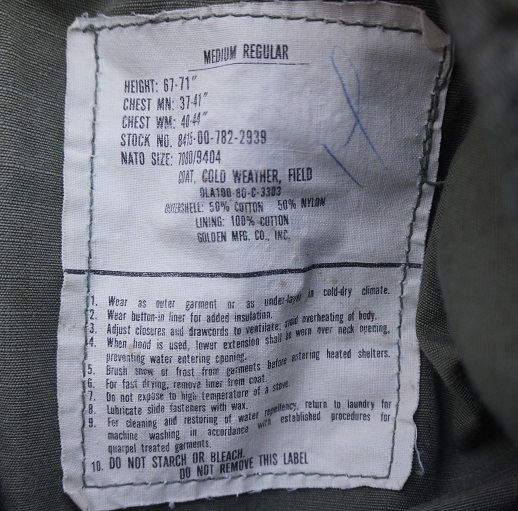 MEDIUM REGULAR
HEIGHT: 67-71"
CHEST MN: 37-41"
CHEST WM: 40-44"
STOCK NO. 8415-00-782-2939
NATO SIZE: 7080/9404
COAT, COLD WEATHER, FIELD
DLA100-80-C-3303
OUTERSHELL: 50% COTTON 50% NYLON
LINING: 100% COTTON
GOLDEN MFG. CO., INC.
1. Wear as outer garment or as under-layer in cold-dry climate.
2. Wear button-in liner for added insulation.
3. Adjust closures and drawcords to ventilate; avoid overheating of body.
4. When hood is used, lower extension shall be worn over neck opening,
preventing water entering opening.
5. Brush snow or frost from garments before entering heated shelters.
6. For fast drying, remove liner from coat.
7. Do not expose to high temperature of a stove.
8. Lubricate slide fasteners with wax.
9. For cleaning and restoring of water repellency, return to laundry for
machine washing in accordance with established procedures for
quarpel treated garments.
10. DO NOT STARCH OR BLEACH.
DO NOT REMOVE THIS LABEL